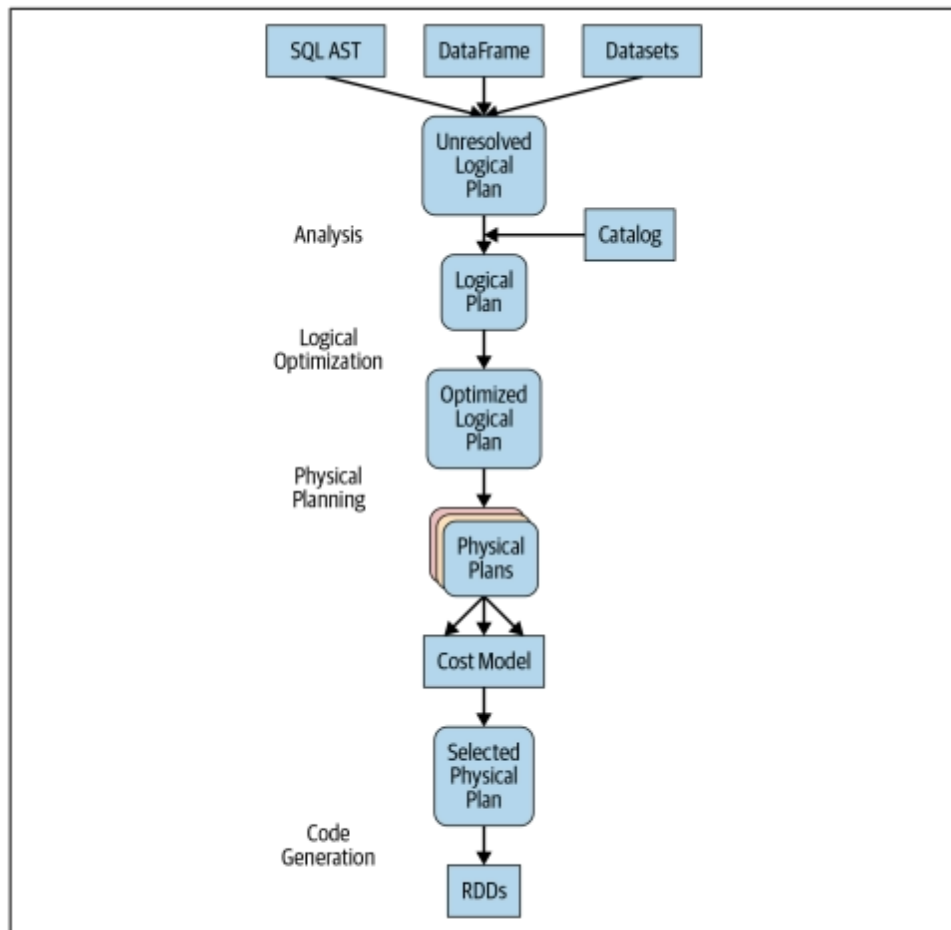 SQL AST
DataFrame
Datasets
Unresolved
Logical
Plan
Analysis
Catalog
Logical
Plan
Logical
Optimization
Optimized
Logical
Plan
Physical
Planning
Physical
Plans
Cost Model
Selected
Physical
Plan
Code
Generation
RDDs